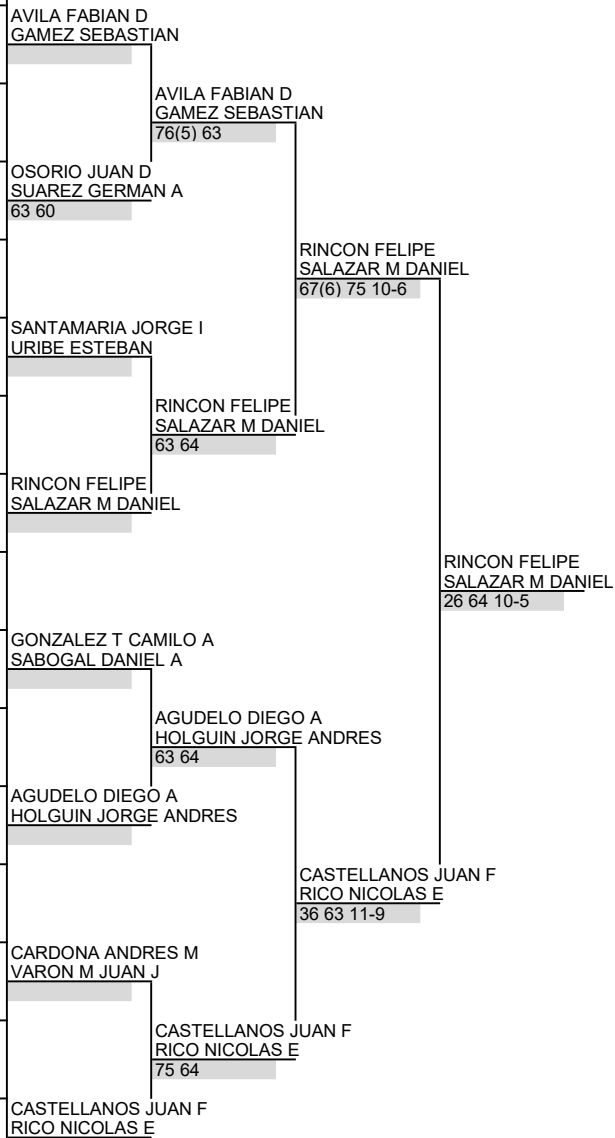 AVILA FABIAN D
GAMEZ SEBASTIAN
AVILA FABIAN D
GAMEZ SEBASTIAN
76(5) 63
OSORIO JUAN D
SUAREZ GERMAN A
63 60
RINCON FELIPE
SALAZAR M DANIEL
67(6) 75 10-6
SANTAMARIA JORGE I
URIBE ESTEBAN
RINCON FELIPE
SALAZAR M DANIEL
63 64
RINCON FELIPE
SALAZAR M DANIEL
RINCON FELIPE
SALAZAR M DANIEL
26 64 10-5
GONZALEZ T CAMILO A
SABOGAL DANIEL A
AGUDELO DIEGO A
HOLGUIN JORGE ANDRES
63 64
AGUDELO DIEGO A
HOLGUIN JORGE ANDRES
CASTELLANOS JUAN F
RICO NICOLAS E
36 63 11-9
CARDONA ANDRES M
VARON M JUAN J
CASTELLANOS JUAN F
RICO NICOLAS E
75 64
CASTELLANOS JUAN F
RICO NICOLAS E